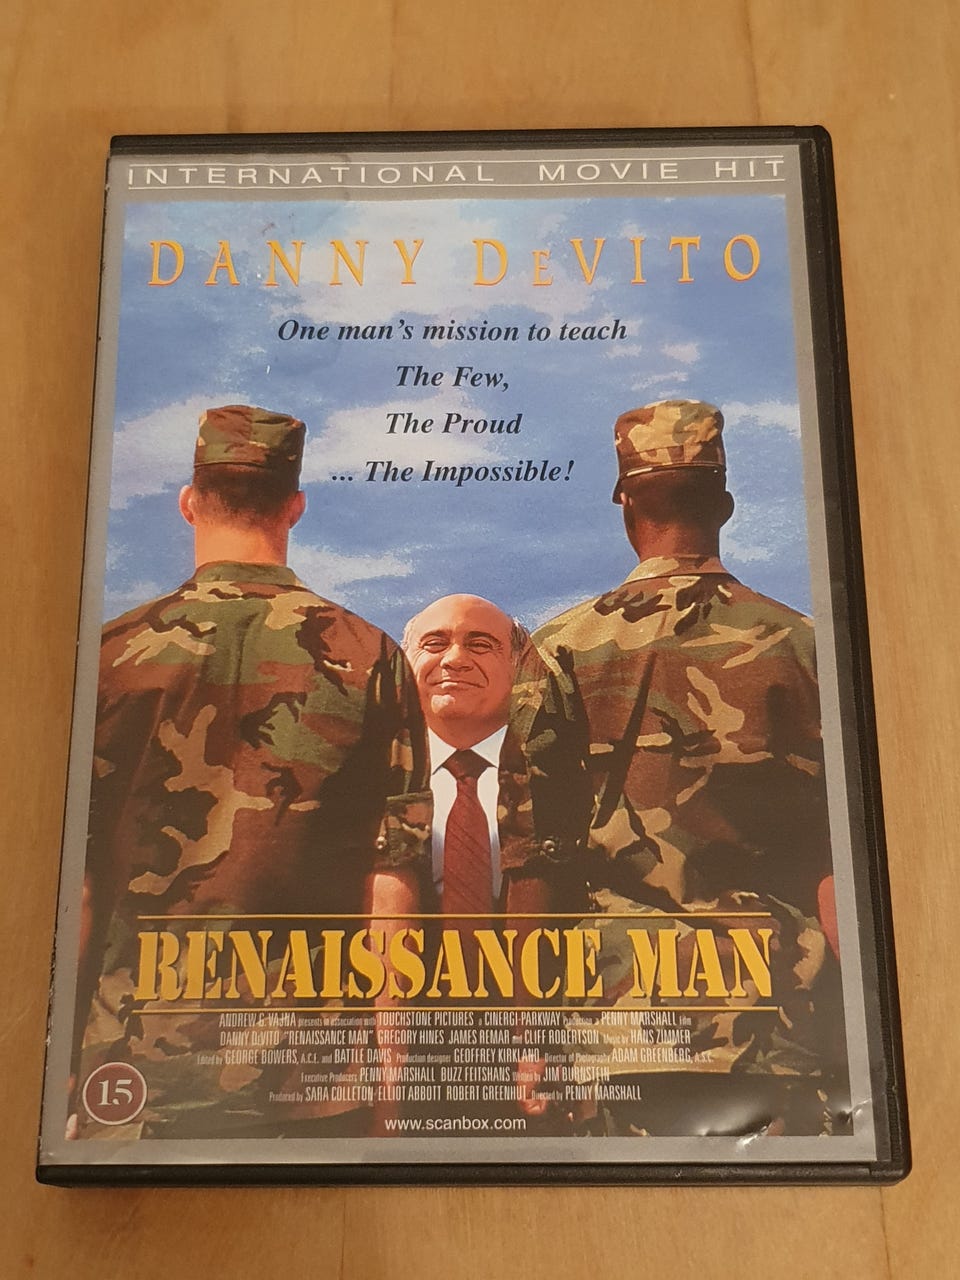 INTERNATIONAL MOVIE HIT
DANNY DEVITO
One man's mission to teach
The Few,
The Proud
... The Impossible!
RENAISSANCE MAN
ANDREW G. VAJNA presents in association with TOUCHSTONE PICTURES a CINERGI-PARKWAY Production a PENNY MARSHALL Film
DANNY DeVITO "RENAISSANCE MAN" GREGORY HINES JAMES REMAR and CLIFF ROBERTSON Music by HANS ZIMMER
Edited by GEORGE BOWERS, A.C.E. and BATTLE DAVIS Production designer GEOFFREY KIRKLAND Director of Photography ADAM GREENBERG, A.S.C.
Executive Producers PENNY MARSHALL BUZZ FEITSHANS Written by JIM BURNSTEIN
Produced by SARA COLLETON ELLIOT ABBOTT ROBERT GREENHUT Directed by PENNY MARSHALL
15
www.scanbox.com